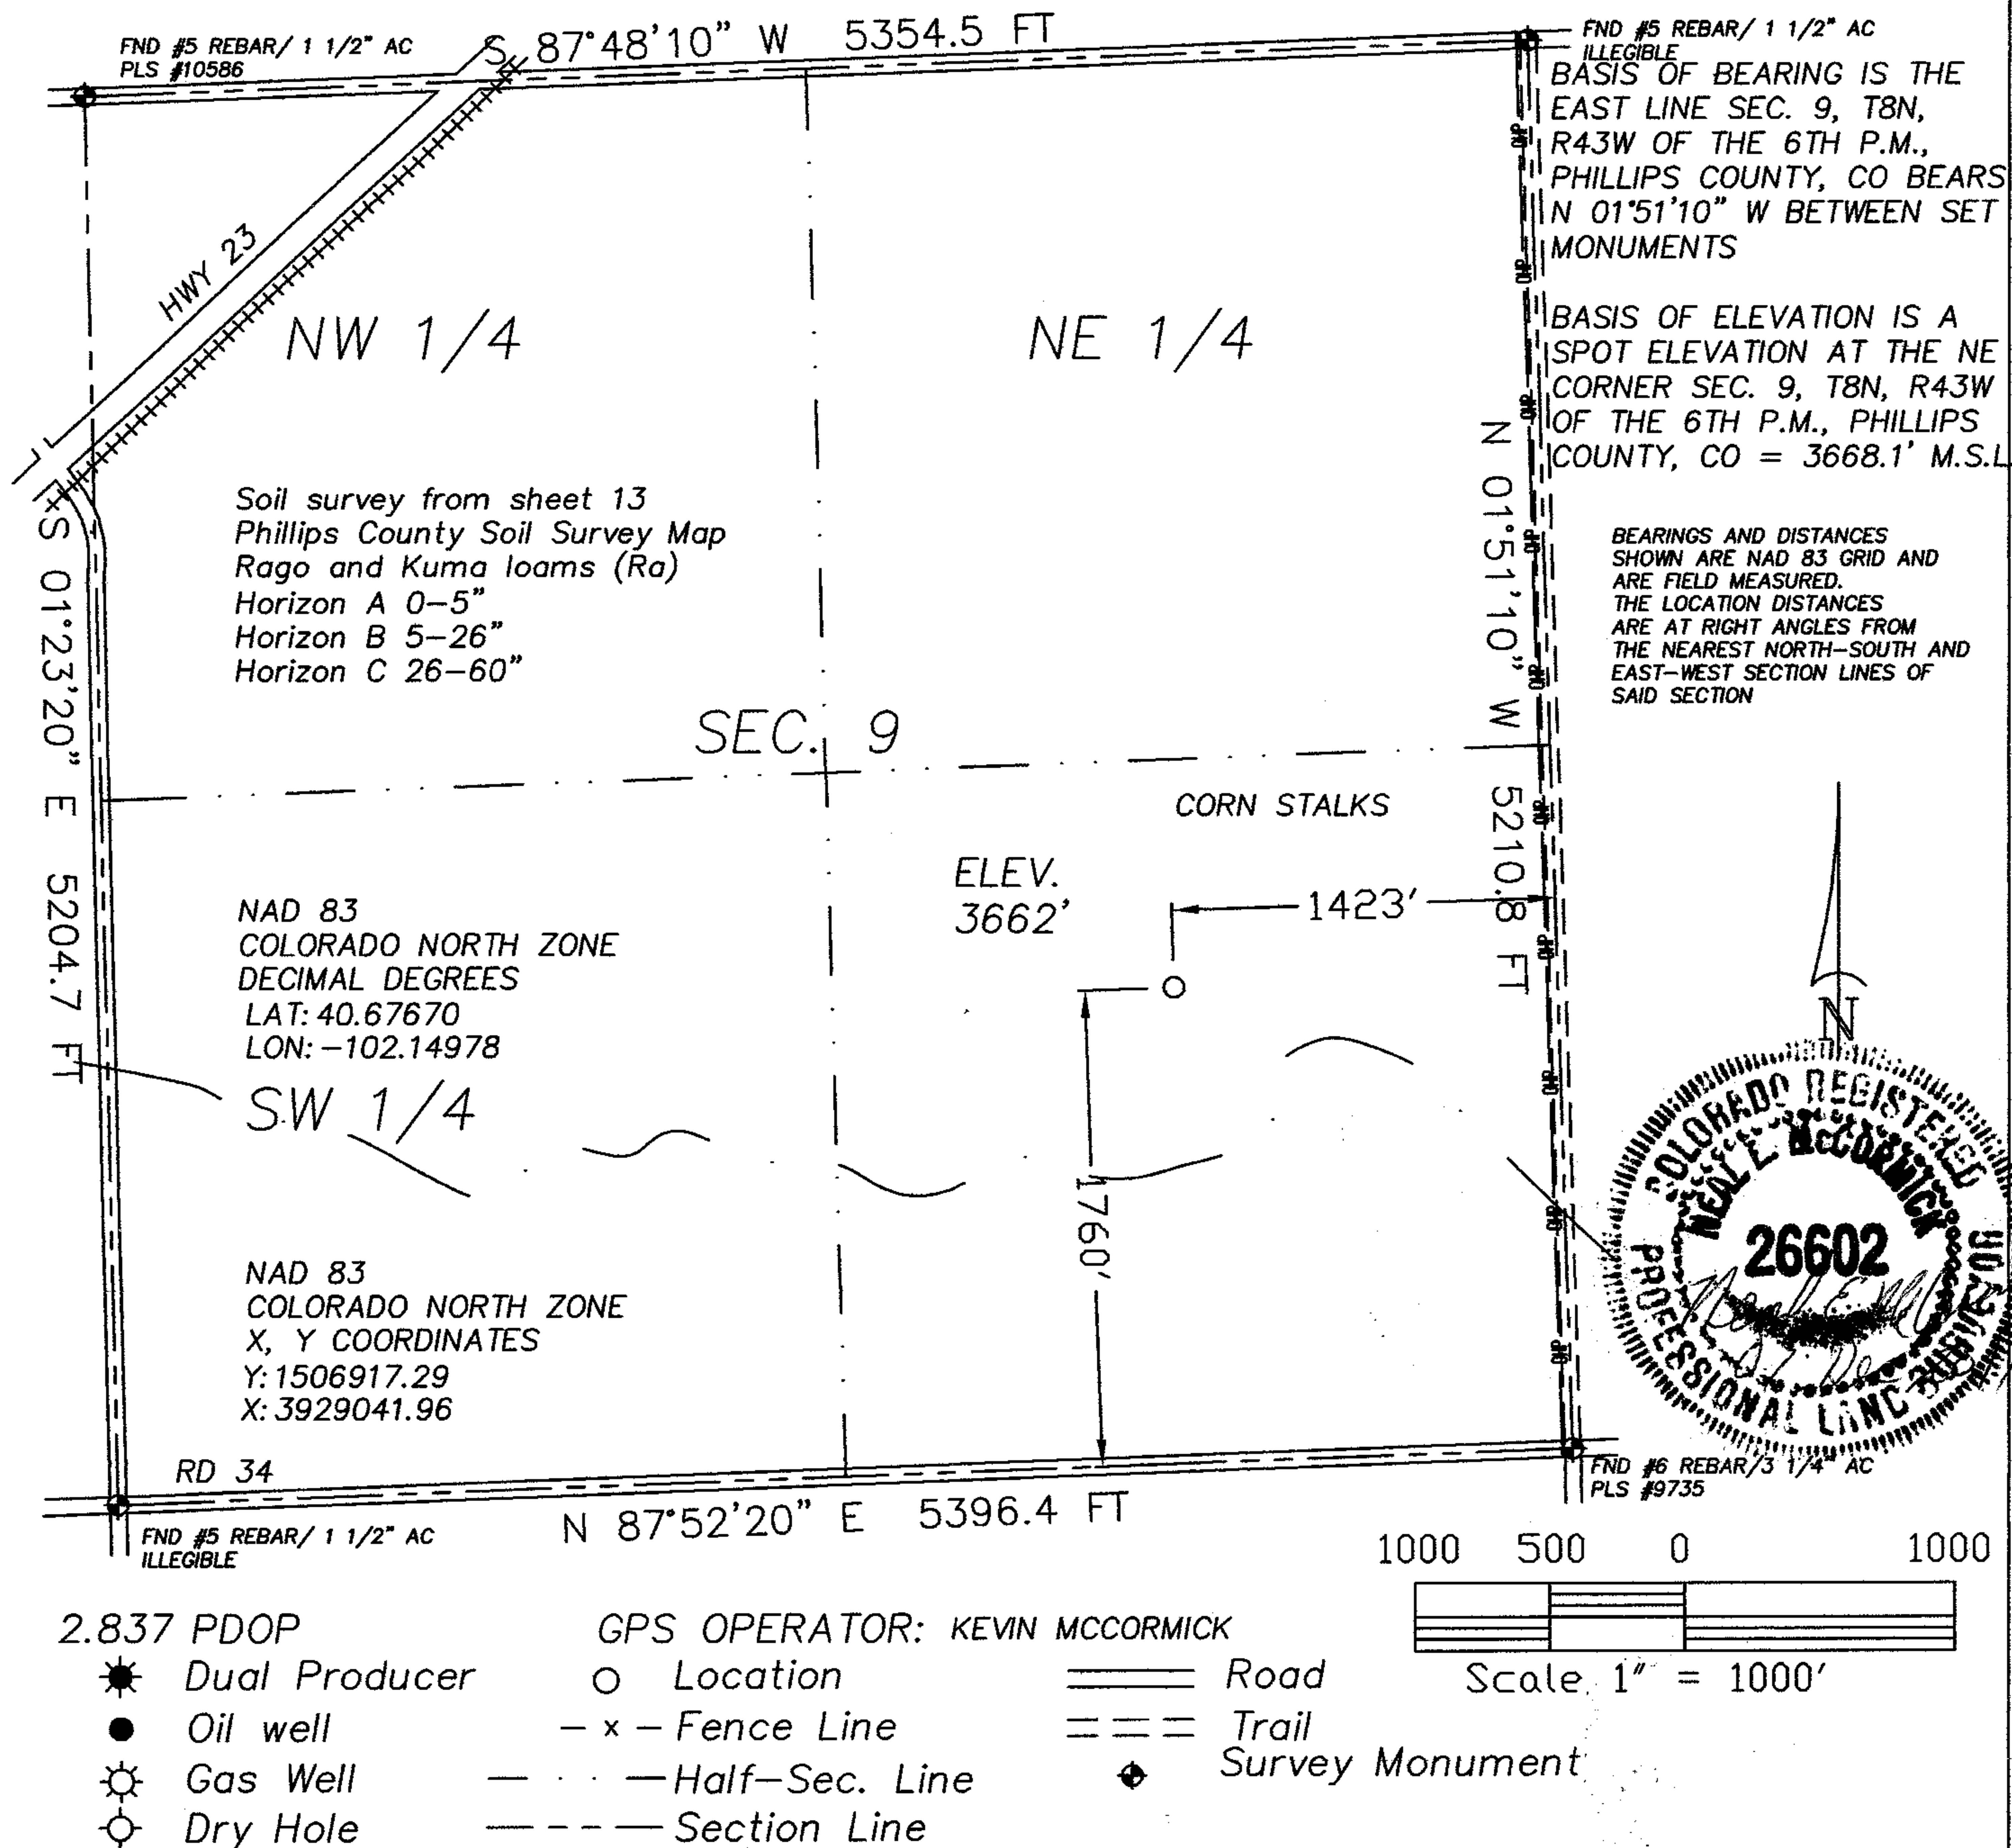 FND #5 REBAR/ 1 1/2" AC
PLS #10586
S 87°48'10" W 5354.5 FT
FND #5 REBAR/ 1 1/2" AC
ILLEGIBLE
BASIS OF BEARING IS THE
EAST LINE SEC. 9, T8N,
R43W OF THE 6TH P.M.,
PHILLIPS COUNTY, CO BEARS
N 01°51'10" W BETWEEN SET
MONUMENTS
BASIS OF ELEVATION IS A
SPOT ELEVATION AT THE NE
CORNER SEC. 9, T8N, R43W
OF THE 6TH P.M., PHILLIPS
COUNTY, CO = 3668.1' M.S.L.
BEARINGS AND DISTANCES
SHOWN ARE NAD 83 GRID AND
ARE FIELD MEASURED.
THE LOCATION DISTANCES
ARE AT RIGHT ANGLES FROM
THE NEAREST NORTH-SOUTH AND
EAST-WEST SECTION LINES OF
SAID SECTION
HWY 23
NW 1/4
NE 1/4
OHP
OHP
OHP
OHP
OHP
OHP
OHP
OHP
OHP
OHP
N 01°51'10" W 5210.8 FT
Soil survey from sheet 13
Phillips County Soil Survey Map
Rago and Kuma loams (Ra)
Horizon A 0-5"
Horizon B 5-26"
Horizon C 26-60"
S 01°23'20" E 5204.7 FT
SEC. 9
CORN STALKS
ELEV.
3662'
1423'
NAD 83
COLORADO NORTH ZONE
DECIMAL DEGREES
LAT: 40.67670
LON: -102.14978
SW 1/4
1760'
N
COLORADO REGISTERED
NEAL E. McCORMICK
26602
PROFESSIONAL LAND
NAD 83
COLORADO NORTH ZONE
X, Y COORDINATES
Y: 1506917.29
X: 3929041.96
RD 34
N 87°52'20" E 5396.4 FT
FND #6 REBAR/3 1/4" AC
PLS #9735
FND #5 REBAR/ 1 1/2" AC
ILLEGIBLE
1000 500 0 1000
Scale 1" = 1000'
2.837 PDOP
GPS OPERATOR: KEVIN MCCORMICK
Dual Producer
Location
Road
Oil well
- x - Fence Line
Trail
Gas Well
Half-Sec. Line
Survey Monument
Dry Hole
Section Line